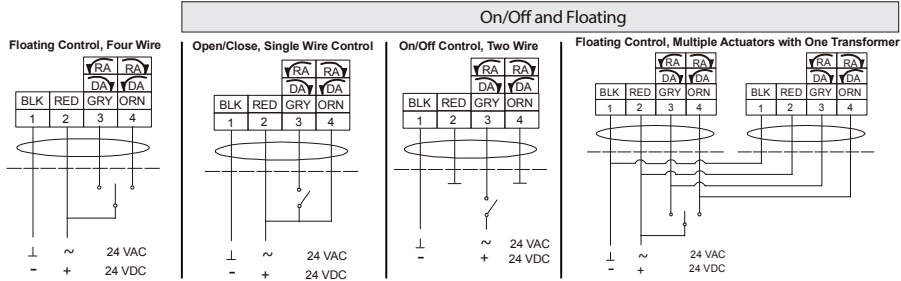 On/Off and Floating
Floating Control, Four Wire
RA RA
DA DA
BLK RED GRY ORN
1 2 3 4
⊥ ~ 24 VAC
- + 24 VDC
Open/Close, Single Wire Control
RA RA
DA DA
BLK RED GRY ORN
1 2 3 4
⊥ ~ 24 VAC
- + 24 VDC
On/Off Control, Two Wire
RA RA
DA DA
BLK RED GRY ORN
1 2 3 4
⊥ ~ 24 VAC
- + 24 VDC
Floating Control, Multiple Actuators with One Transformer
RA RA
DA DA
BLK RED GRY ORN
1 2 3 4
RA RA
DA DA
BLK RED GRY ORN
1 2 3 4
⊥ ~ 24 VAC
- + 24 VDC